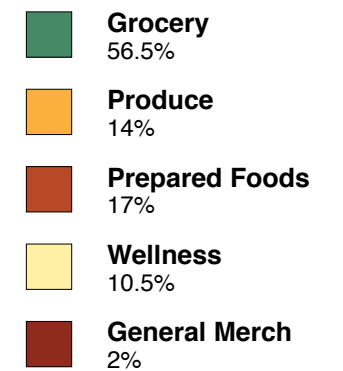 Grocery
56.5%
Produce
14%
Prepared Foods
17%
Wellness
10.5%
General Merch
2%